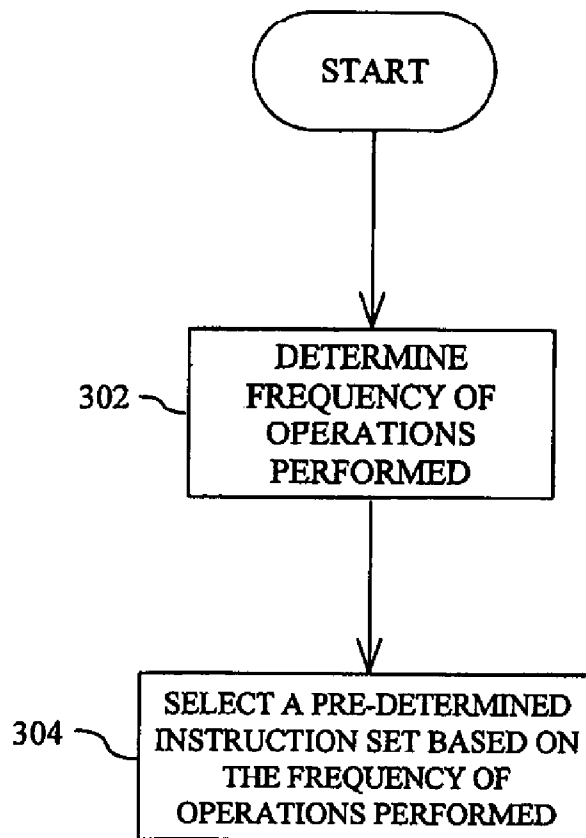 START
302
DETERMINE
FREQUENCY OF
OPERATIONS
PERFORMED
304
SELECT A PRE-DETERMINED
INSTRUCTION SET BASED ON
THE FREQUENCY OF
OPERATIONS PERFORMED